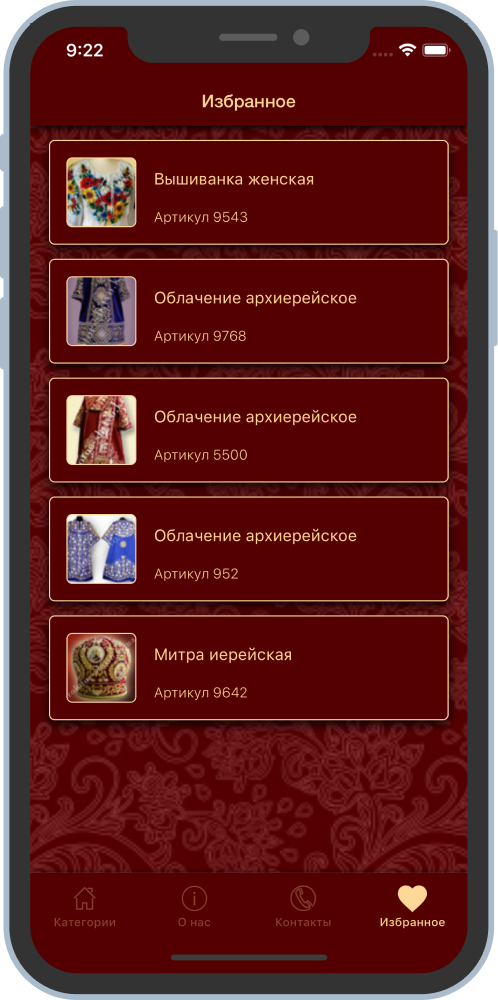 9:22
Избранное
Вышиванка женская
Артикул 9543
Облачение архиерейское
Артикул 9768
Облачение архиерейское
Артикул 5500
Облачение архиерейское
Артикул 952
Митра иерейская
Артикул 9642
Категории
О нас
Контакты
Избранное